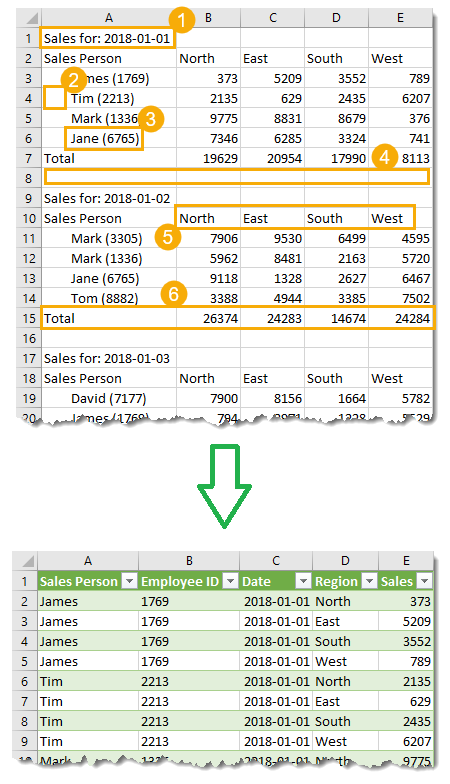 A B C D E
1 Sales for: 2018-01-01 1
2 Sales Person North East South West
3 mes (1769) 373 5209 3552 789
2
4 Tim (2213) 2135 629 2435 6207
5 Mark (1336 3 9775 8831 8679 376
6 Jane (6765) 7346 6285 3324 741
7 Total 19629 20954 17990 4 8113
8
9 Sales for: 2018-01-02
10 Sales Person North East South West
11 Mark (3305) 5 7906 9530 6499 4595
12 Mark (1336) 5962 8481 2163 5720
13 Jane (6765) 9118 1328 2627 6467
14 Tom (8882) 6 3388 4944 3385 7502
15 Total 26374 24283 14674 24284
16
17 Sales for: 2018-01-03
18 Sales Person North East South West
19 David (7177) 7900 8156 1664 5782
20 James 794
A B C D E
1 Sales Person Employee ID Date Region Sales
2 James 1769 2018-01-01 North 373
3 James 1769 2018-01-01 East 5209
4 James 1769 2018-01-01 South 3552
5 James 1769 2018-01-01 West 789
6 Tim 2213 2018-01-01 North 2135
7 Tim 2213 2018-01-01 East 629
8 Tim 2213 2018-01-01 South 2435
9 Tim 2213 2018-01-01 West 6207
10 Mark 2018-01-01 North 9775